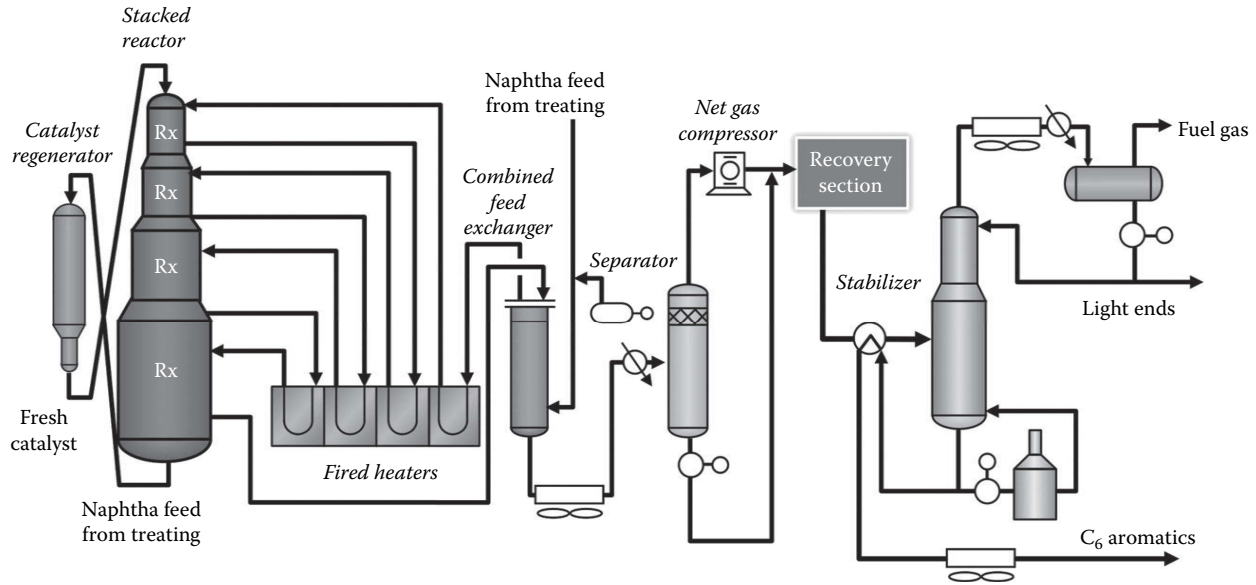 Stacked
reactor
Catalyst
regenerator
Rx
Rx
Rx
Rx
Fresh
catalyst
Naphtha feed
from treating
Fired heaters
Combined
feed
exchanger
Naphtha feed
from treating
Separator
Net gas
compressor
Recovery
section
Stabilizer
Fuel gas
Light ends
C₆ aromatics